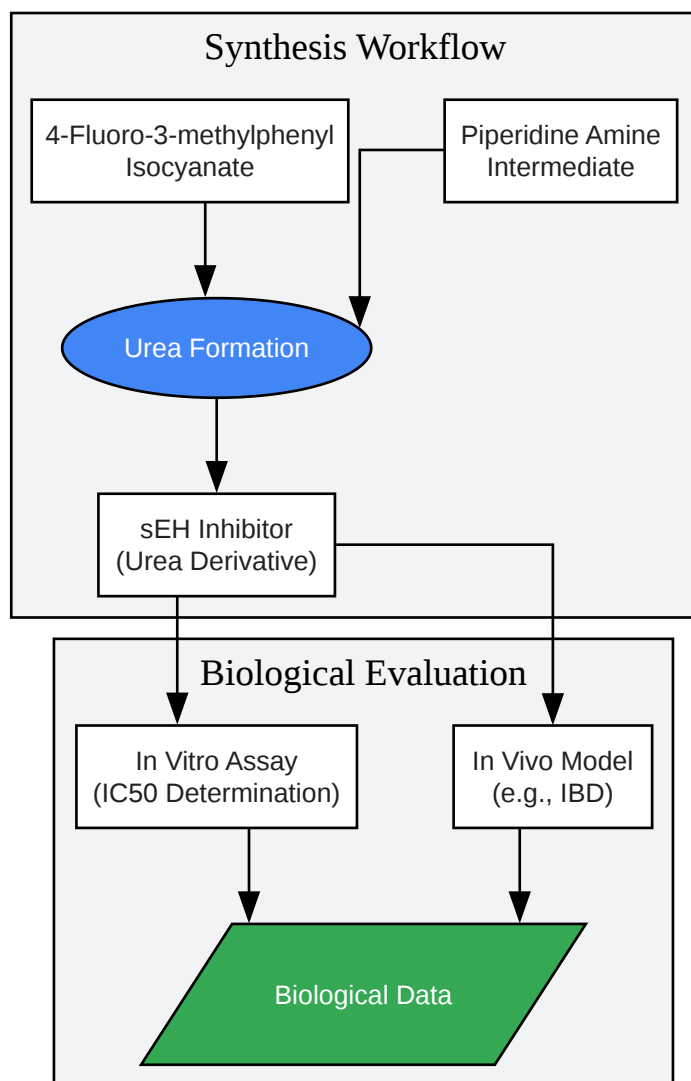 Synthesis Workflow
4-Fluoro-3-methylphenyl
Isocyanate
Piperidine Amine
Intermediate
Urea Formation
sEH Inhibitor
(Urea Derivative)
Biological Evaluation
In Vitro Assay
(IC50 Determination)
In Vivo Model
(e.g., IBD)
Biological Data